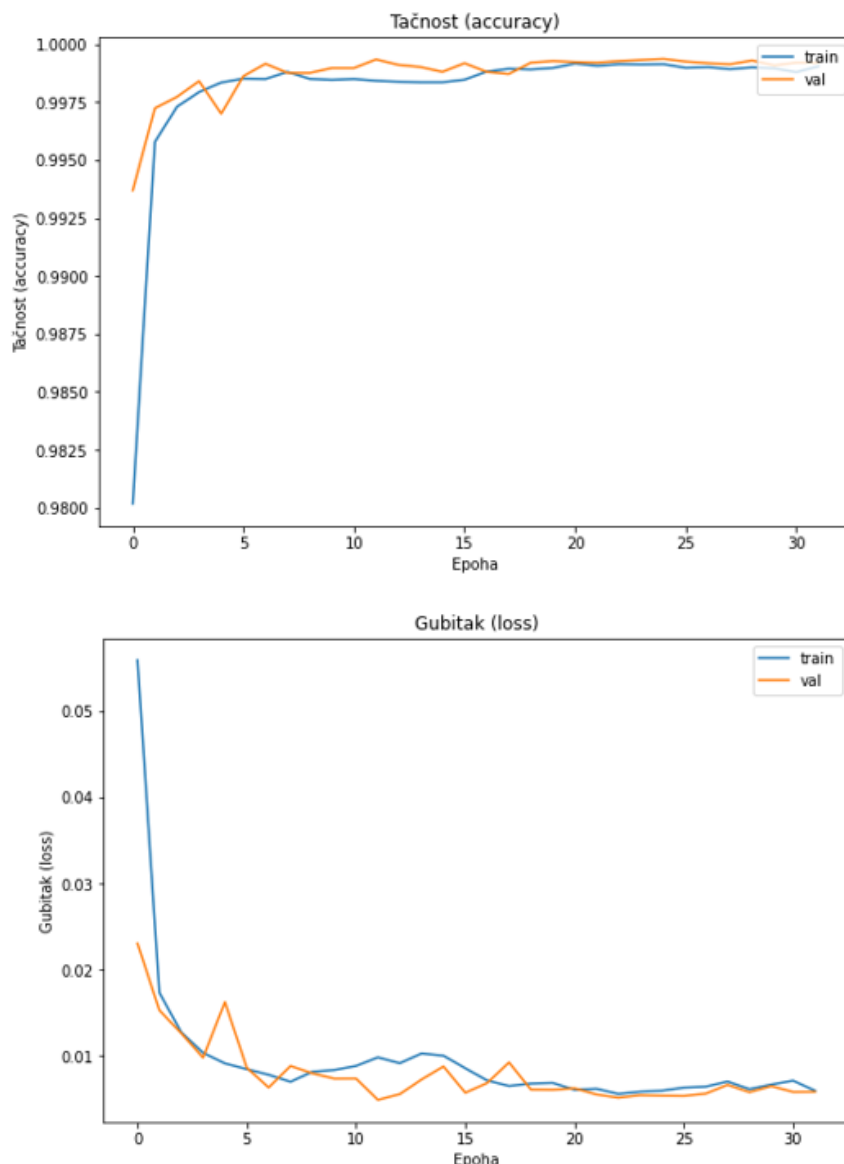 Tačnost (accuracy)
1.0000
0.9975
0.9950
0.9925
0.9900
0.9875
0.9850
0.9825
0.9800
Tačnost (accuracy)
train
val
0 5 10 15 20 25 30
Epoha
Gubitak (loss)
0.05
0.04
0.03
0.02
0.01
Gubitak (loss)
train
val
0 5 10 15 20 25 30
Epoha